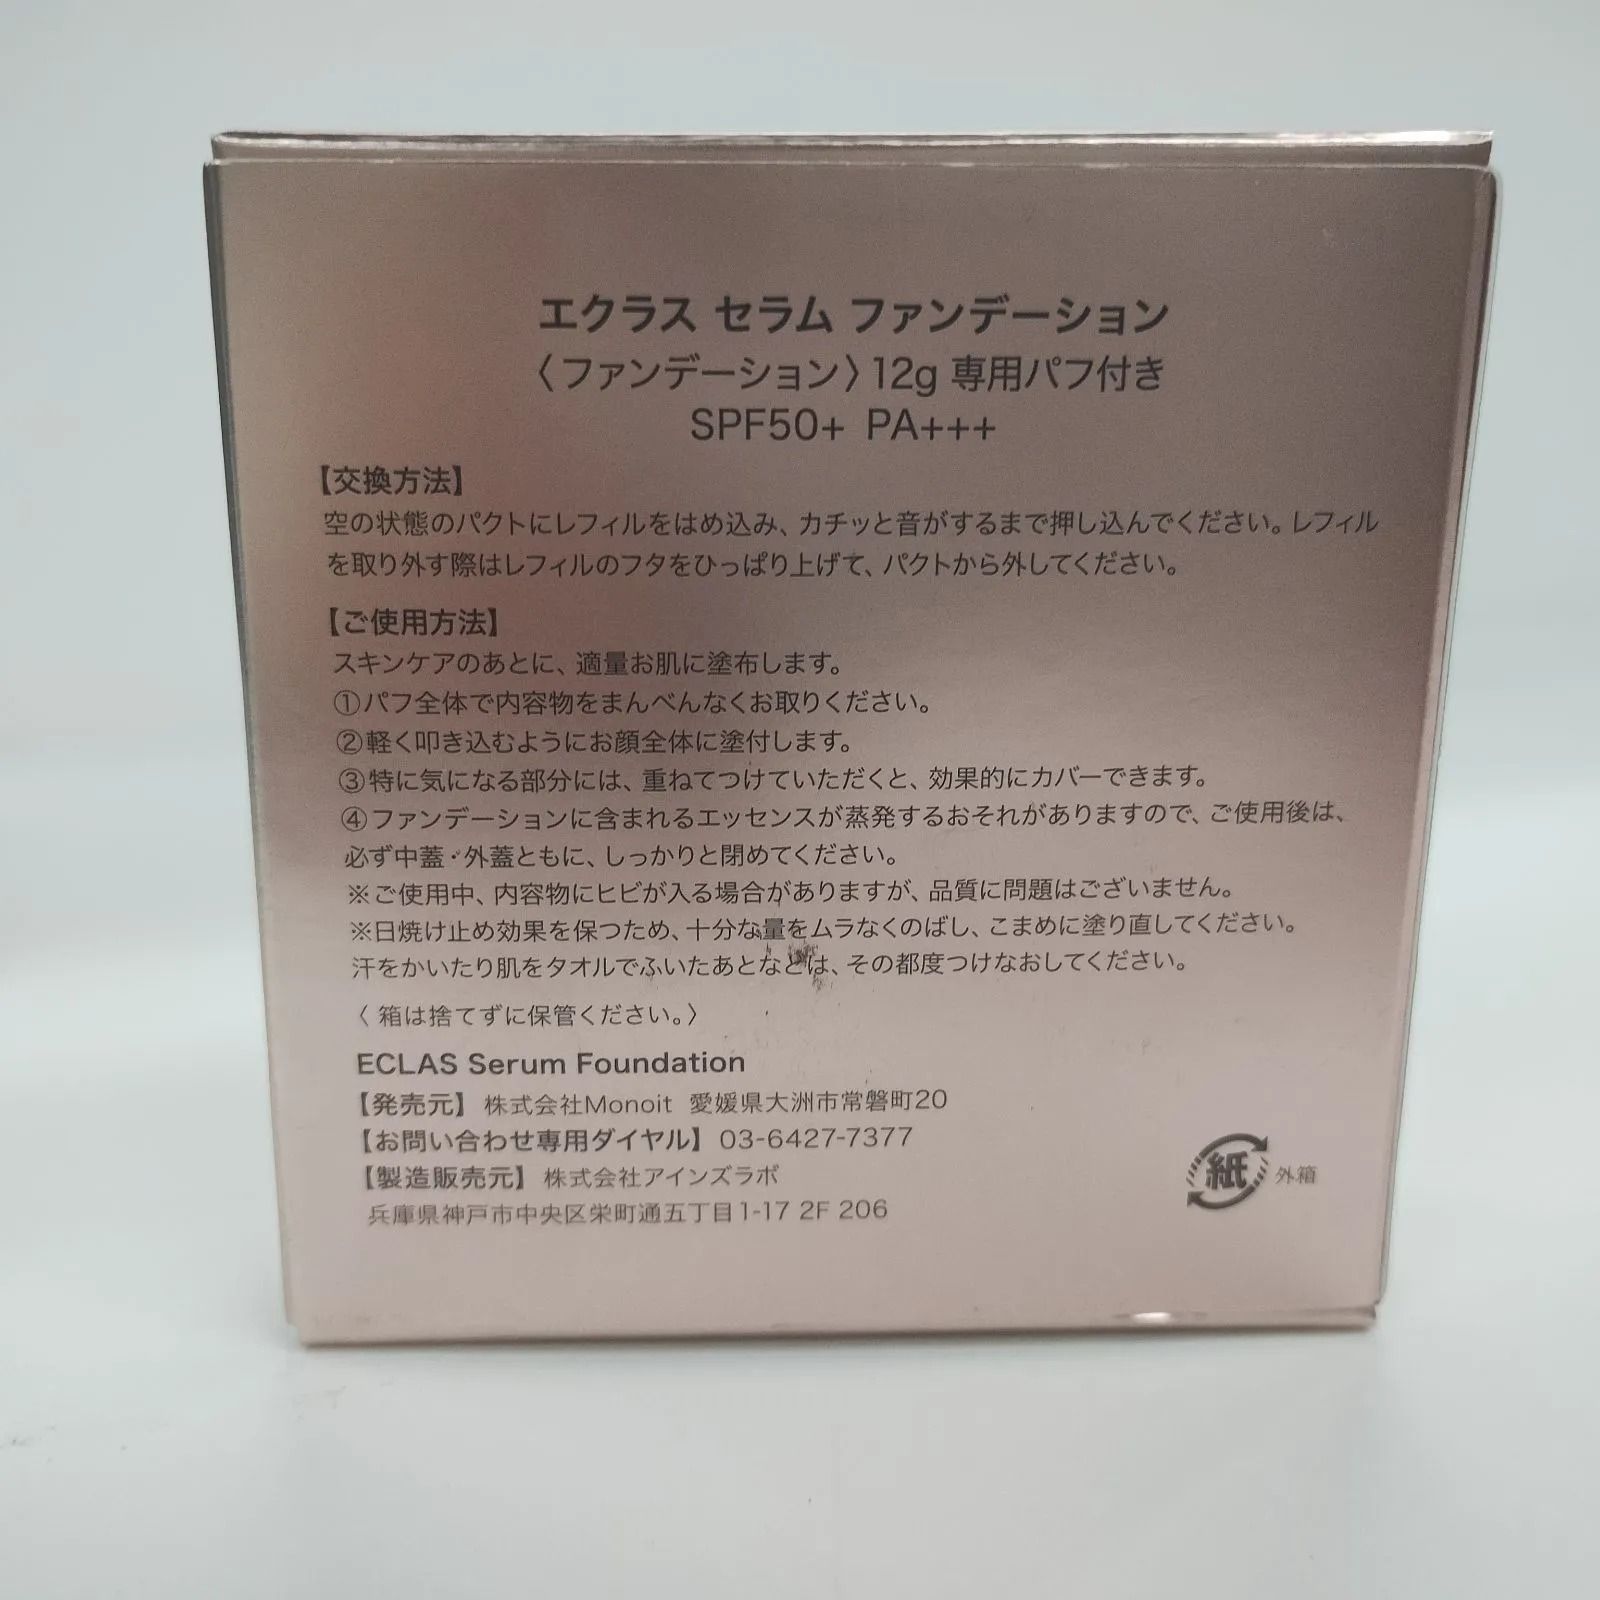 エクラス セラム ファンデーション
〈ファンデーション〉12g 専用パフ付き
SPF50+ PA+++
【交換方法】
空の状態のパクトにレフィルをはめ込み、カチッと音がするまで押し込んでください。レフィル
を取り外す際はレフィルのフタをひっぱり上げて、パクトから外してください。
【ご使用方法】
スキンケアのあとに、適量お肌に塗布します。
①パフ全体で内容物をまんべんなくお取りください。
②軽く叩き込むようにお顔全体に塗付します。
③特に気になる部分には、重ねてつけていただくと、効果的にカバーできます。
④ファンデーションに含まれるエッセンスが蒸発するおそれがありますので、ご使用後は、
必ず中蓋・外蓋ともに、しっかりと閉めてください。
※ご使用中、内容物にヒビが入る場合がありますが、品質に問題はございません。
※日焼け止め効果を保つため、十分な量をムラなくのばし、こまめに塗り直してください。
汗をかいたり肌をタオルでふいたあとなどは、その都度つけなおしてください。
〈箱は捨てずに保管ください。〉
ECLAS Serum Foundation
【発売元】株式会社Monoit 愛媛県大洲市常磐町20
【お問い合わせ専用ダイヤル】03-6427-7377
【製造販売元】株式会社アインズラボ
兵庫県神戸市中央区栄町通五丁目1-17 2F 206
紙 外箱